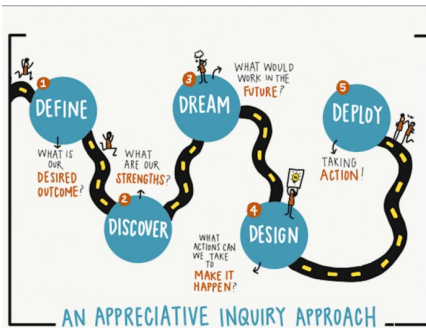 1
DEFINE
WHAT IS
OUR
DESIRED
OUTCOME?
2
DISCOVER
WHAT
ARE OUR
STRENGTHS?
3
DREAM
WHAT WOULD
WORK IN THE
FUTURE?
4
DESIGN
WHAT
ACTIONS CAN
WE TAKE
TO
MAKE IT
HAPPEN?
5
DEPLOY
TAKING
ACTION!
AN APPRECIATIVE INQUIRY APPROACH